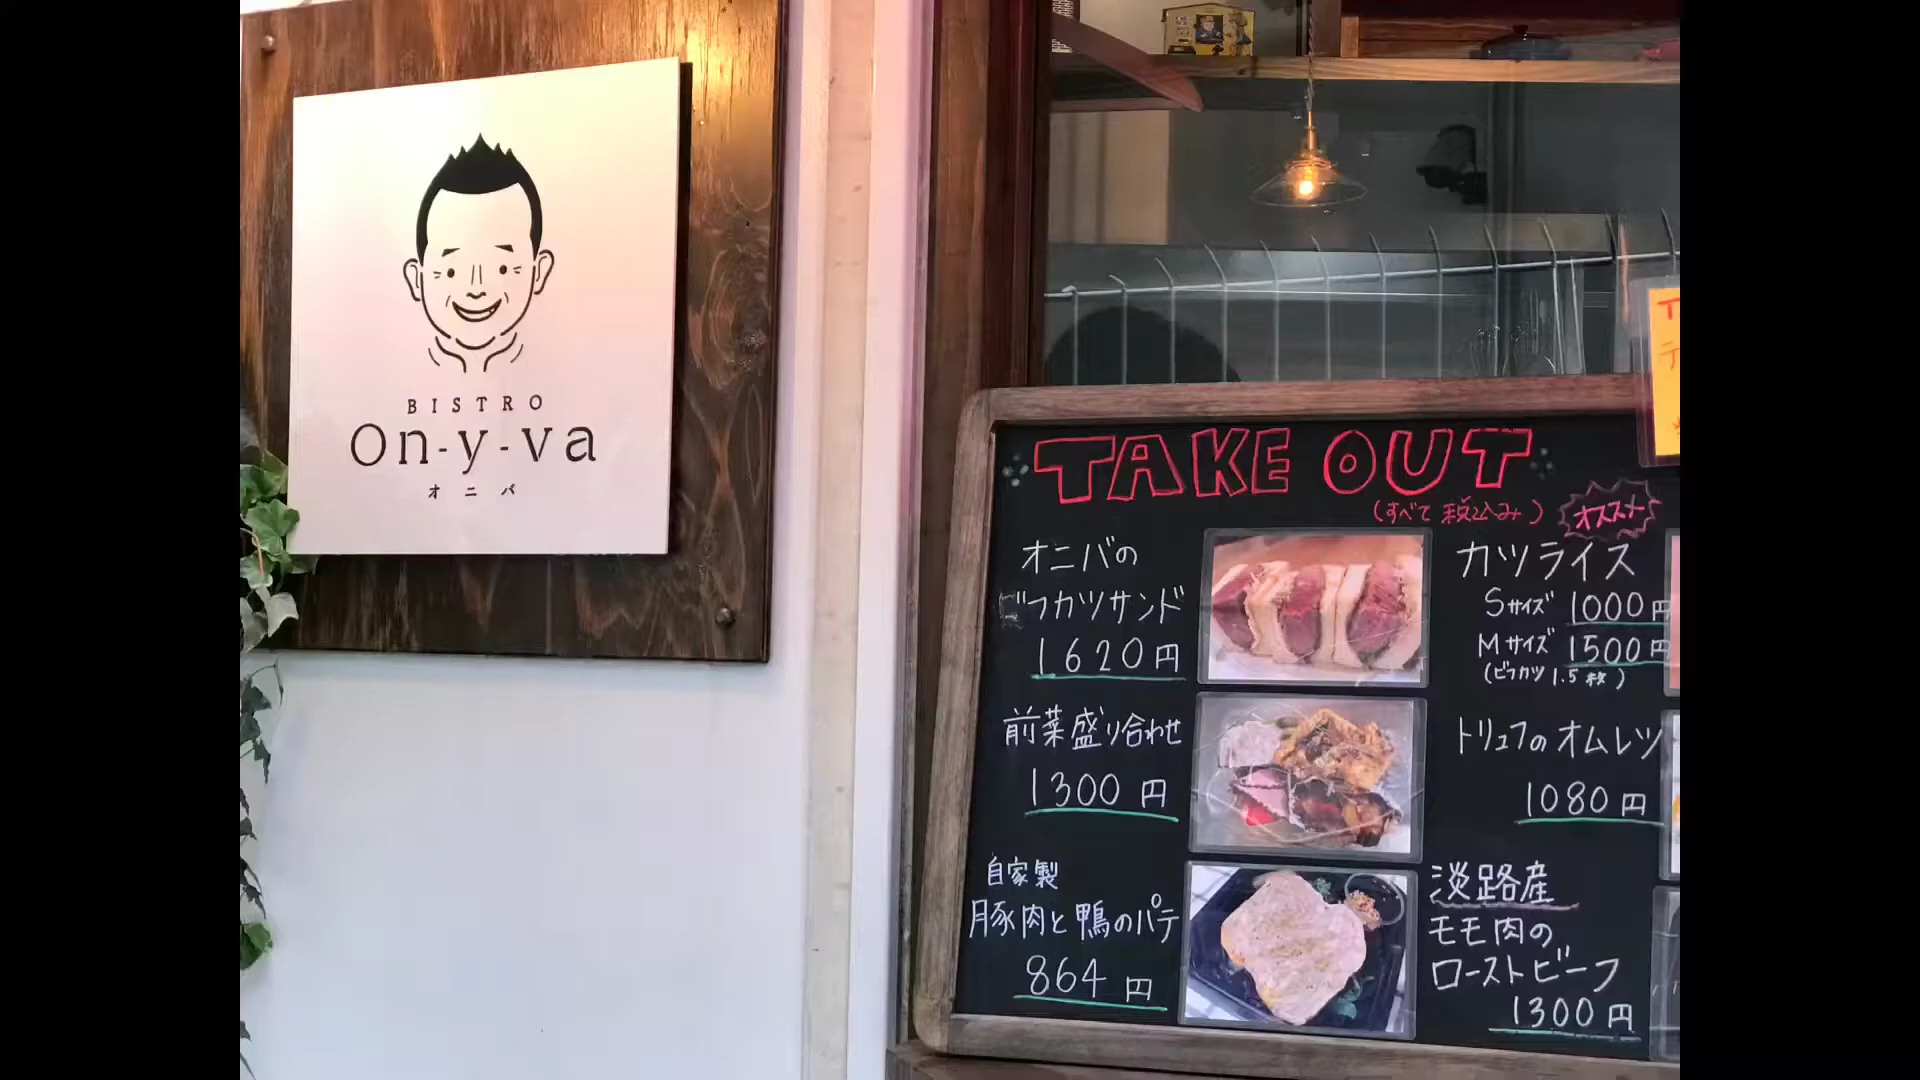 BISTRO
on-y-va
オニバ
TAKE OUT
(すべて税込み)
オススメ
オニバの
ビフカツサンド
1620円
前菜盛り合わせ
1300円
自家製
豚肉と鴨のパテ
864円
カツライス
Sサイズ 1000円
Mサイズ 1500円
(ビフカツ1.5枚)
トリュフのオムレツ
1080円
淡路産
モモ肉の
ローストビーフ
1300円